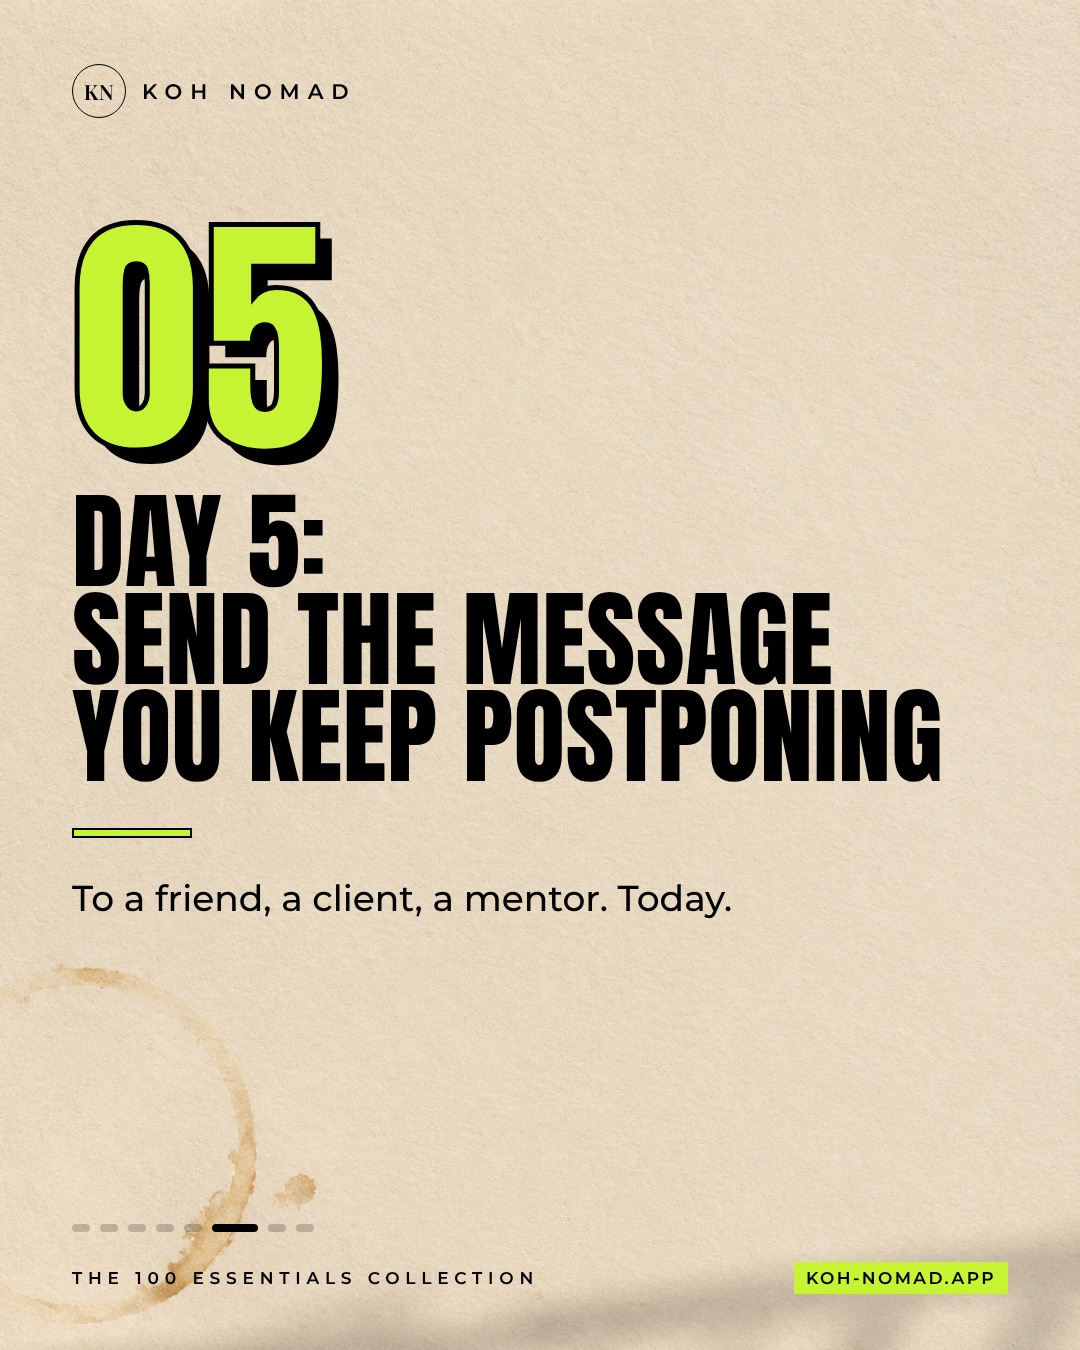 KN KOH NOMAD
05
DAY 5:
SEND THE MESSAGE
YOU KEEP POSTPONING
To a friend, a client, a mentor. Today.
THE 100 ESSENTIALS COLLECTION
KOH-NOMAD.APP